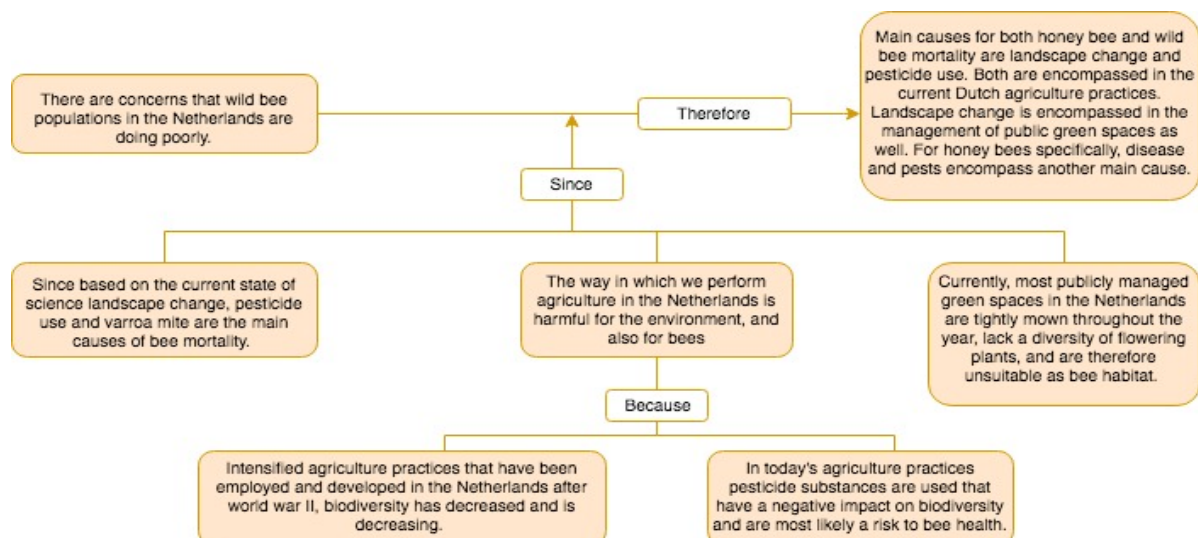 There are concerns that wild bee
populations in the Netherlands are
doing poorly.
Therefore
Main causes for both honey bee and wild
bee mortality are landscape change and
pesticide use. Both are encompassed in the
current Dutch agriculture practices.
Landscape change is encompassed in the
management of public green spaces as
well. For honey bees specifically, disease
and pests encompass another main cause.
Since
Since based on the current state of
science landscape change, pesticide
use and varroa mite are the main
causes of bee mortality.
The way in which we perform
agriculture in the Netherlands is
harmful for the environment, and
also for bees
Currently, most publicly managed
green spaces in the Netherlands
are tightly mown throughout the
year, lack a diversity of flowering
plants, and are therefore
unsuitable as bee habitat.
Because
Intensified agriculture practices that have been
employed and developed in the Netherlands after
world war II, biodiversity has decreased and is
decreasing.
In today's agriculture practices
pesticide substances are used that
have a negative impact on biodiversity
and are most likely a risk to bee health.